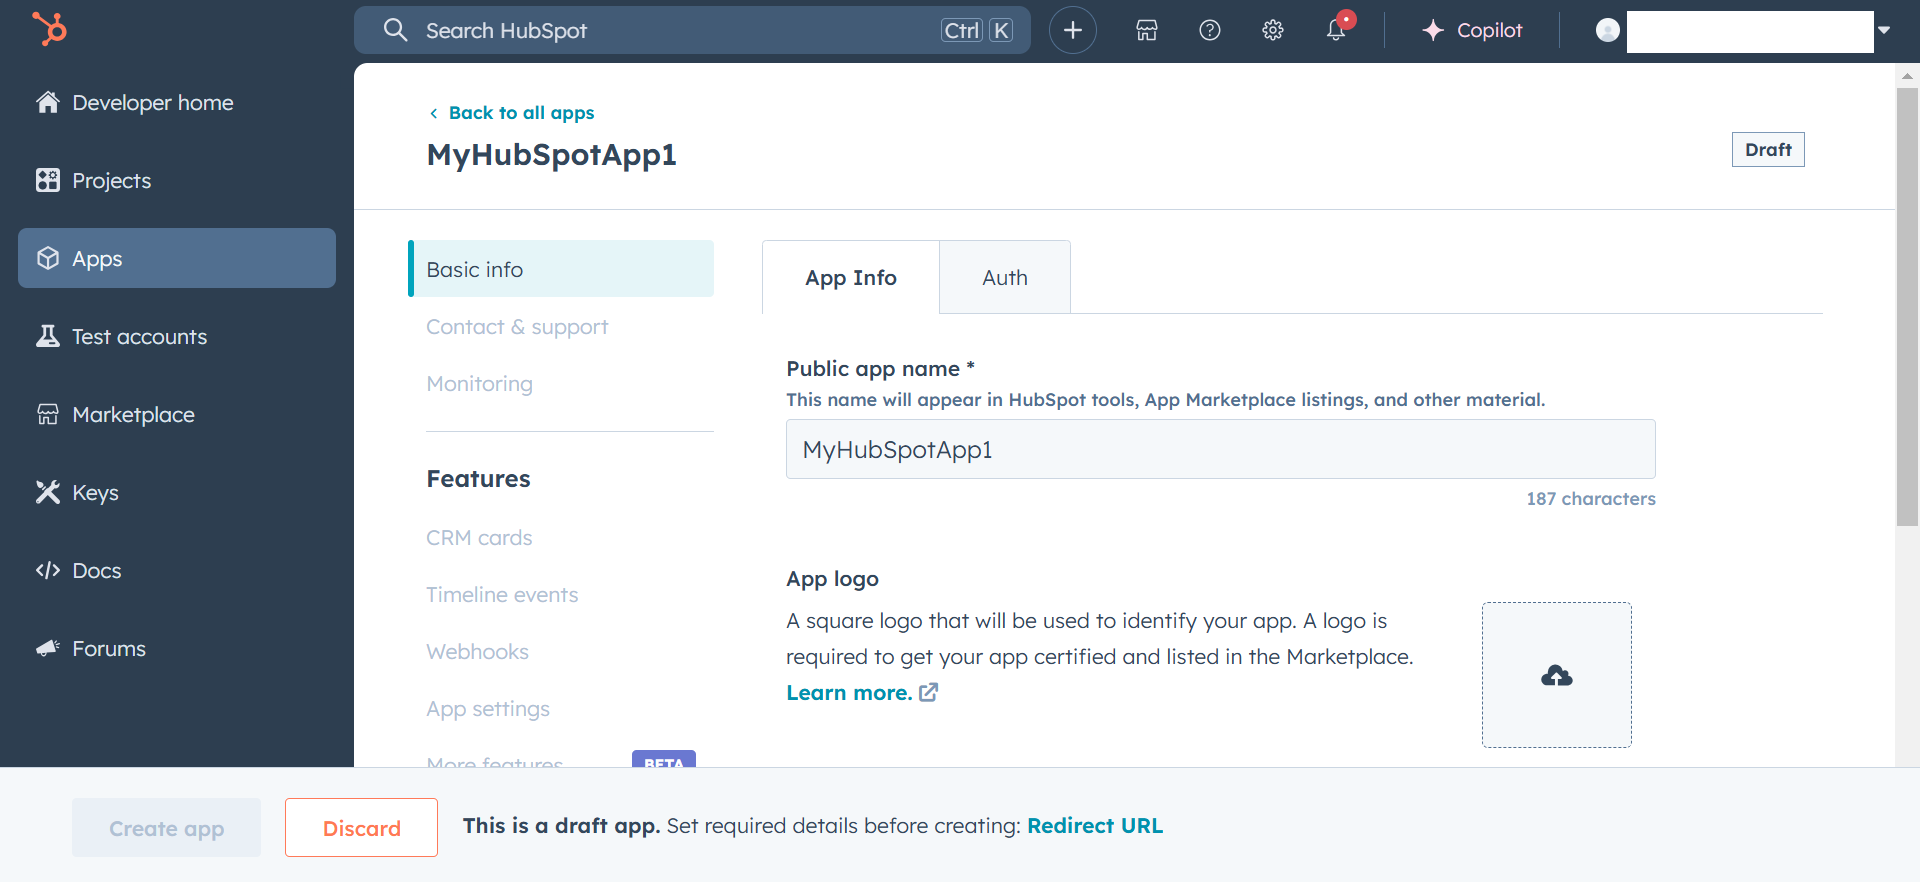 Search HubSpot
Ctrl K
Copilot
Developer home
Projects
Apps
Test accounts
Marketplace
Keys
Docs
Forums
Back to all apps
MyHubSpotApp1
Draft
Basic info
Contact & support
Monitoring
Features
CRM cards
Timeline events
Webhooks
App settings
More features
BETA
App Info
Auth
Public app name *
This name will appear in HubSpot tools, App Marketplace listings, and other material.
MyHubSpotApp1
187 characters
App logo
A square logo that will be used to identify your app. A logo is
required to get your app certified and listed in the Marketplace.
Learn more.
Create app
Discard
This is a draft app. Set required details before creating: Redirect URL